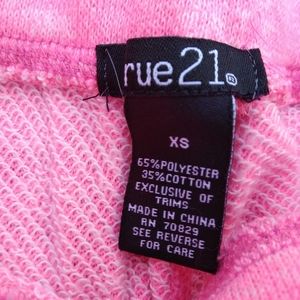 rue21®
XS
65%POLYESTER
35%COTTON
EXCLUSIVE OF
TRIMS
MADE IN CHINA
RN 70829
SEE REVERSE
FOR CARE